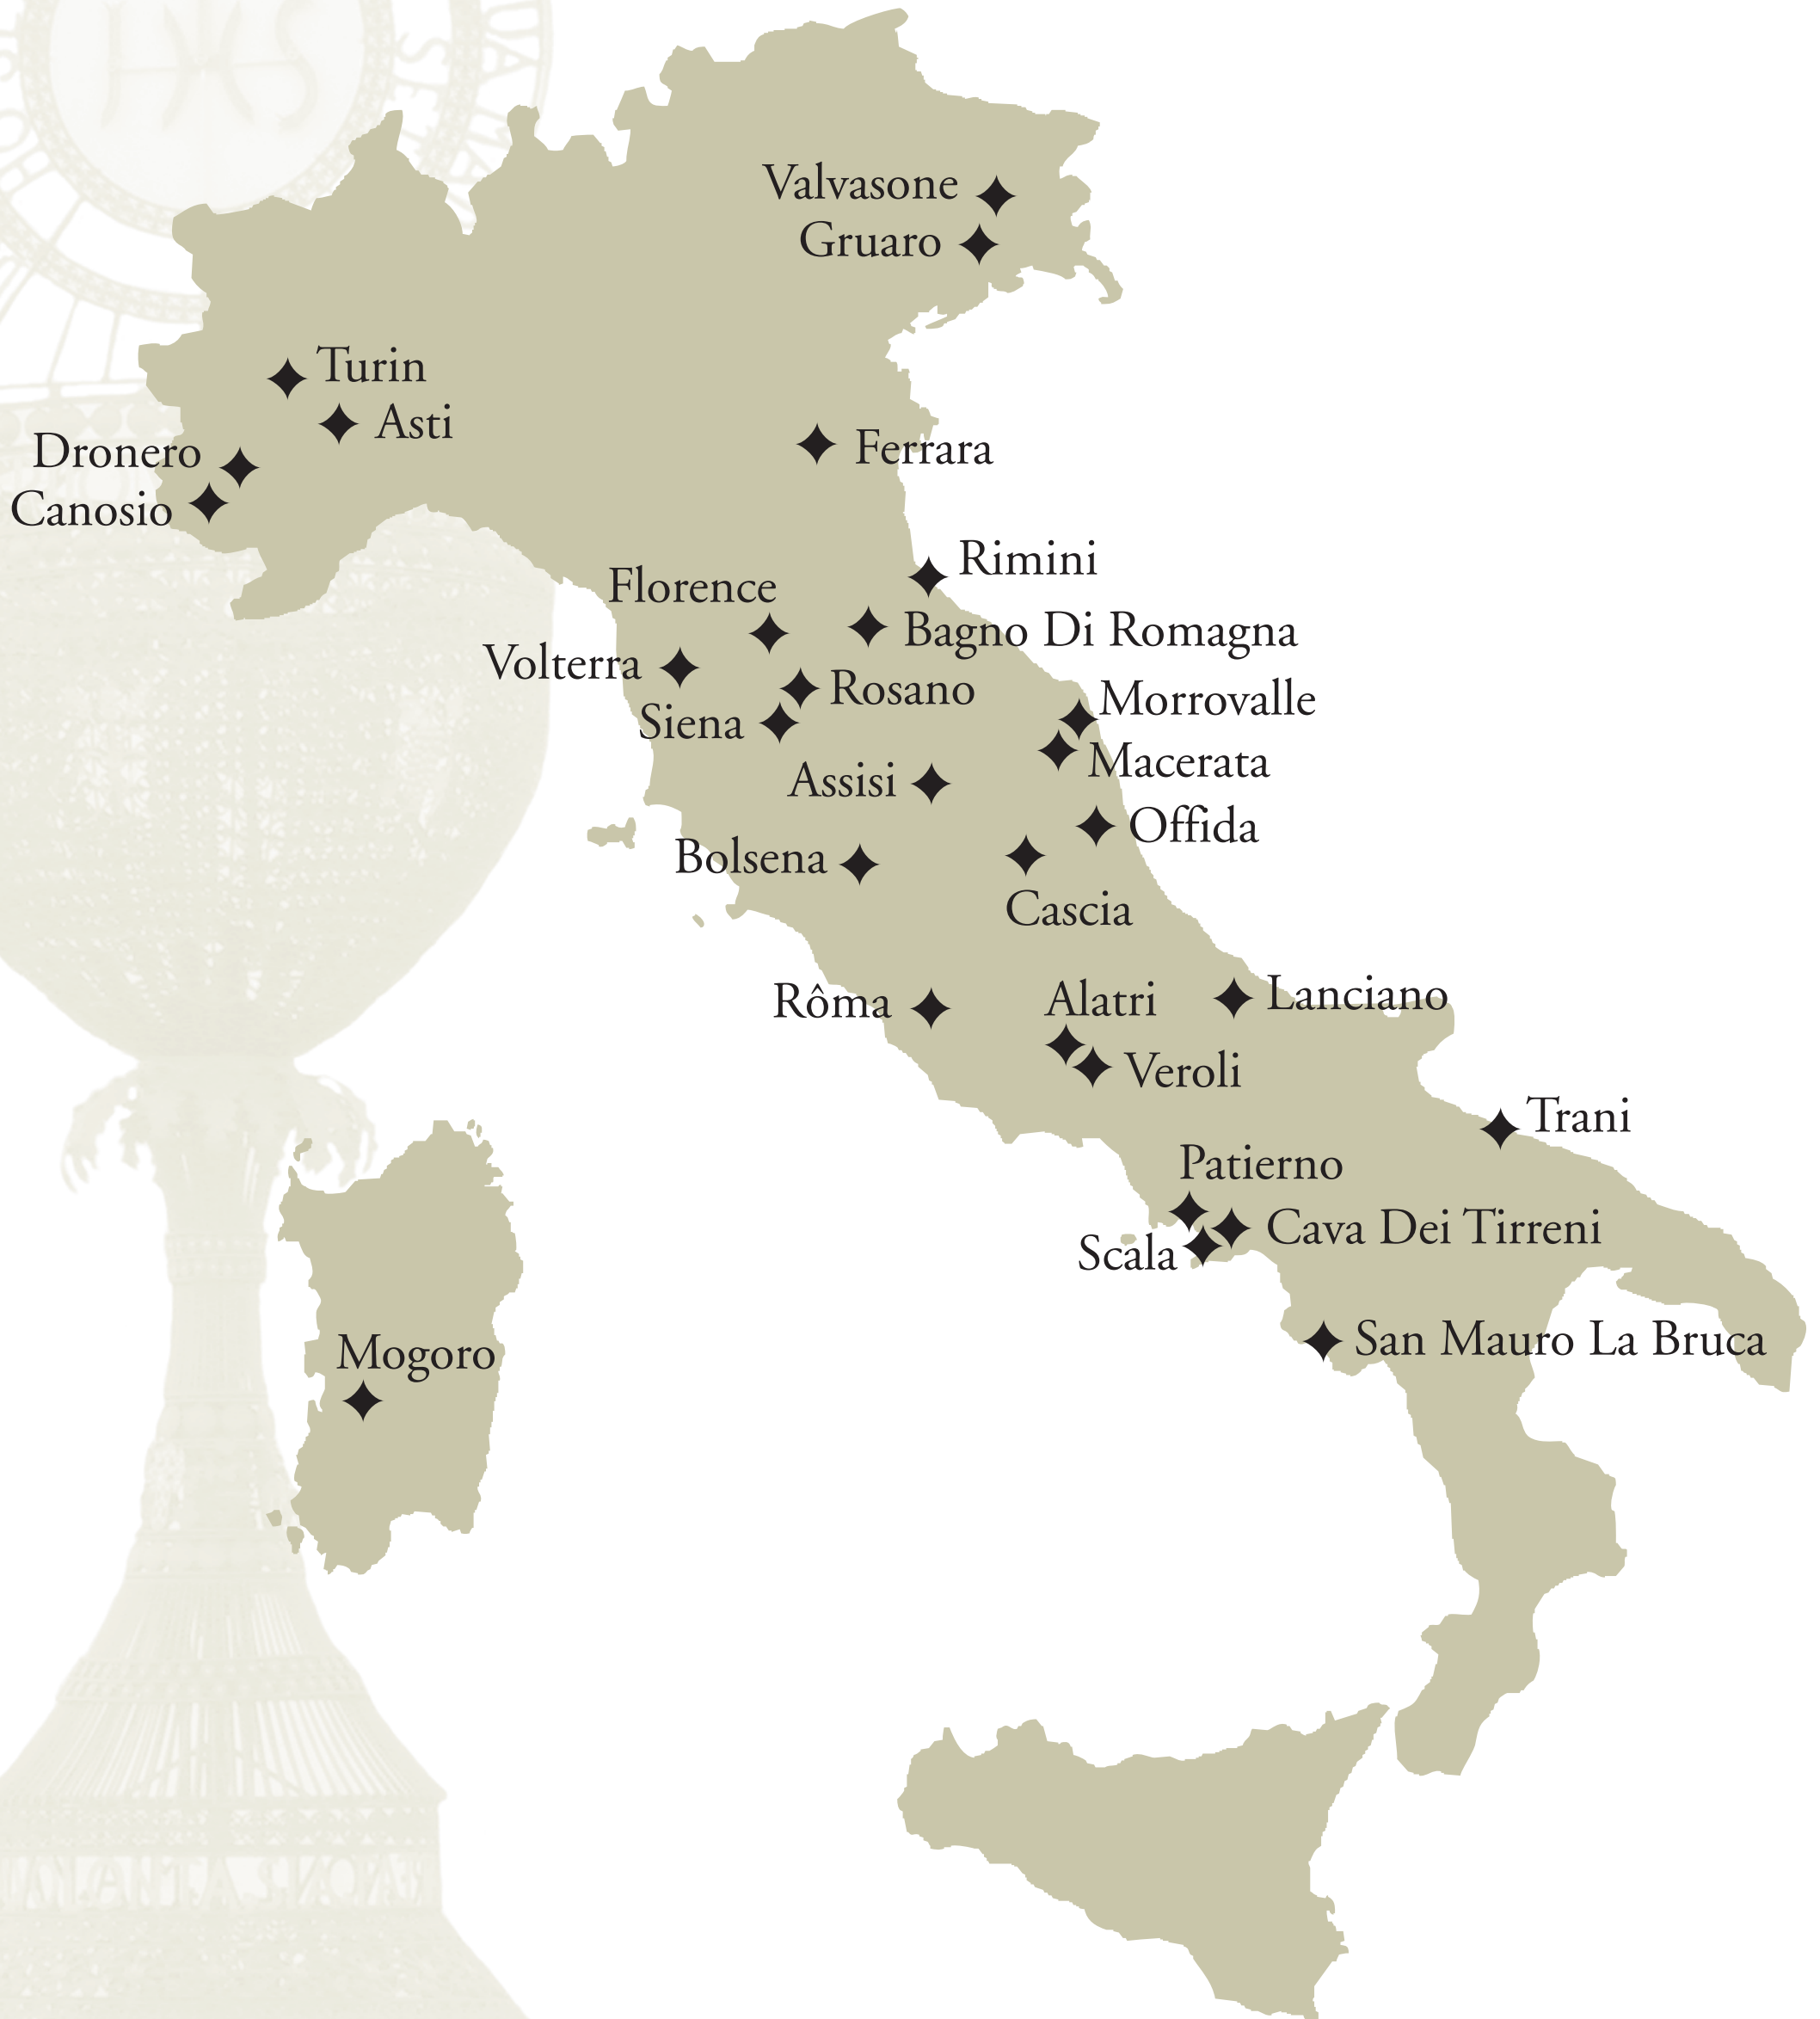 Valvasone
Gruaro
Turin
Asti
Dronero
Canosio
Ferrara
Rimini
Florence
Bagno Di Romagna
Volterra
Rosano
Morrovalle
Siena
Macerata
Assisi
Offida
Bolsena
Cascia
Rôma
Alatri
Lanciano
Veroli
Trani
Patierno
Cava Dei Tirreni
Scala
San Mauro La Bruca
Mogoro
IHS